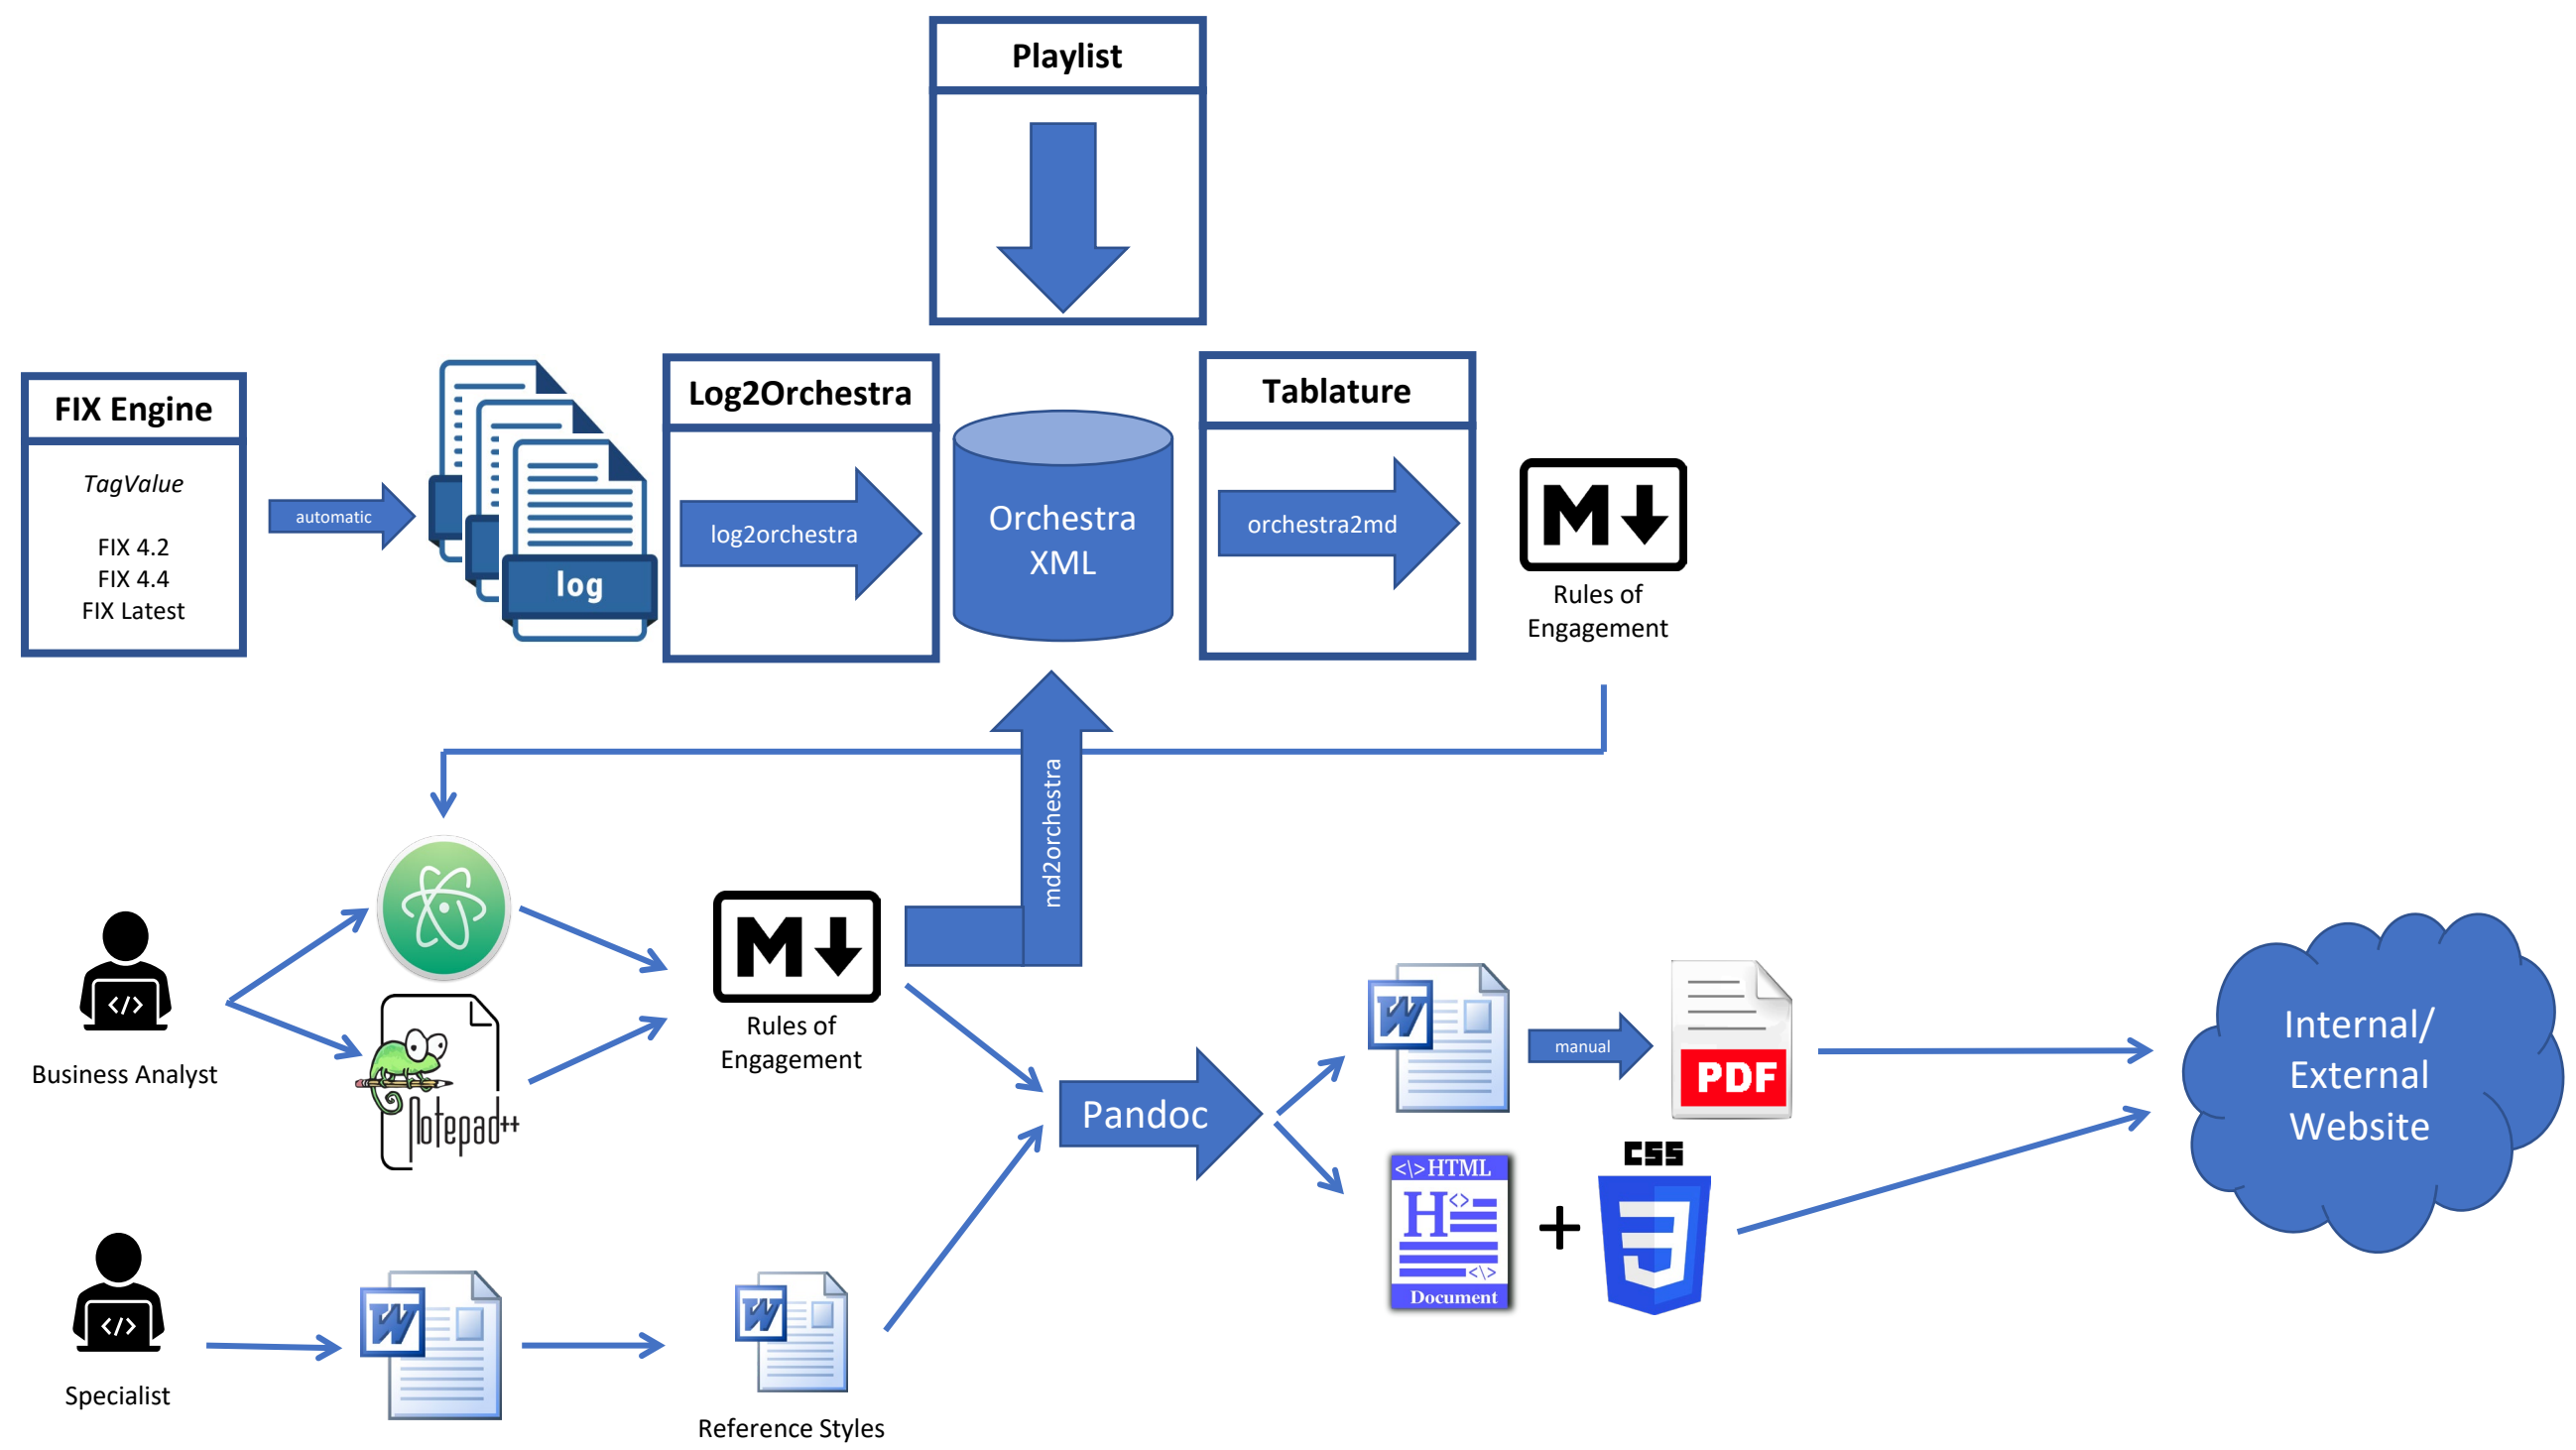 Playlist
FIX Engine
TagValue
FIX 4.2
FIX 4.4
FIX Latest
automatic
log
Log2Orchestra
log2orchestra
Orchestra
XML
Tablature
orchestra2md
M
Rules of
Engagement
md2orchestra
</>
Business Analyst
Notepad++
M
Rules of
Engagement
Pandoc
W
manual
PDF
<\>HTML
H<>
<\>
Document
+
CSS
Internal/
External
Website
</>
Specialist
W
W
Reference Styles